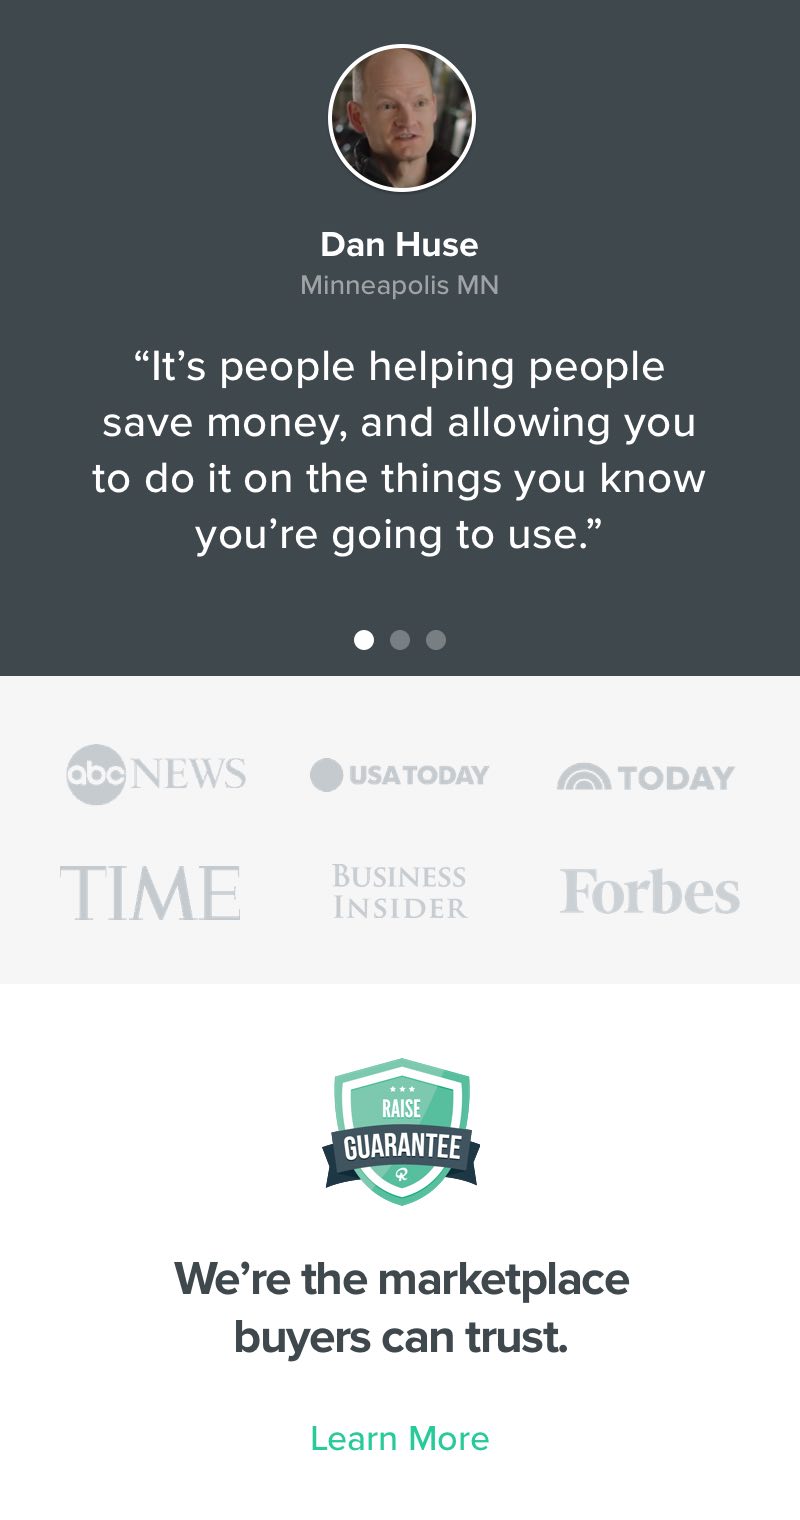 Dan Huse
Minneapolis MN
“It’s people helping people
save money, and allowing you
to do it on the things you know
you’re going to use.”
abc NEWS
USA TODAY
TODAY
TIME
BUSINESS
INSIDER
Forbes
RAISE
GUARANTEE
R
We’re the marketplace
buyers can trust.
Learn More